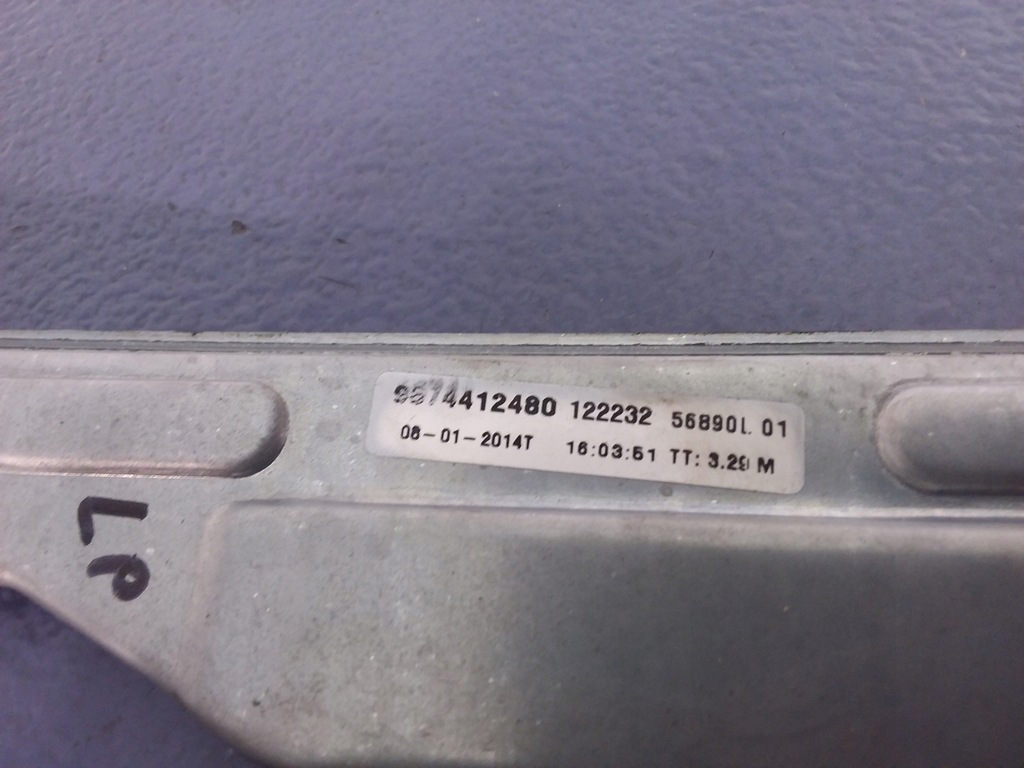 9674412480 122232 56890L 01
08-01-2014T 16:03:51 TT: 3.29 M
LP